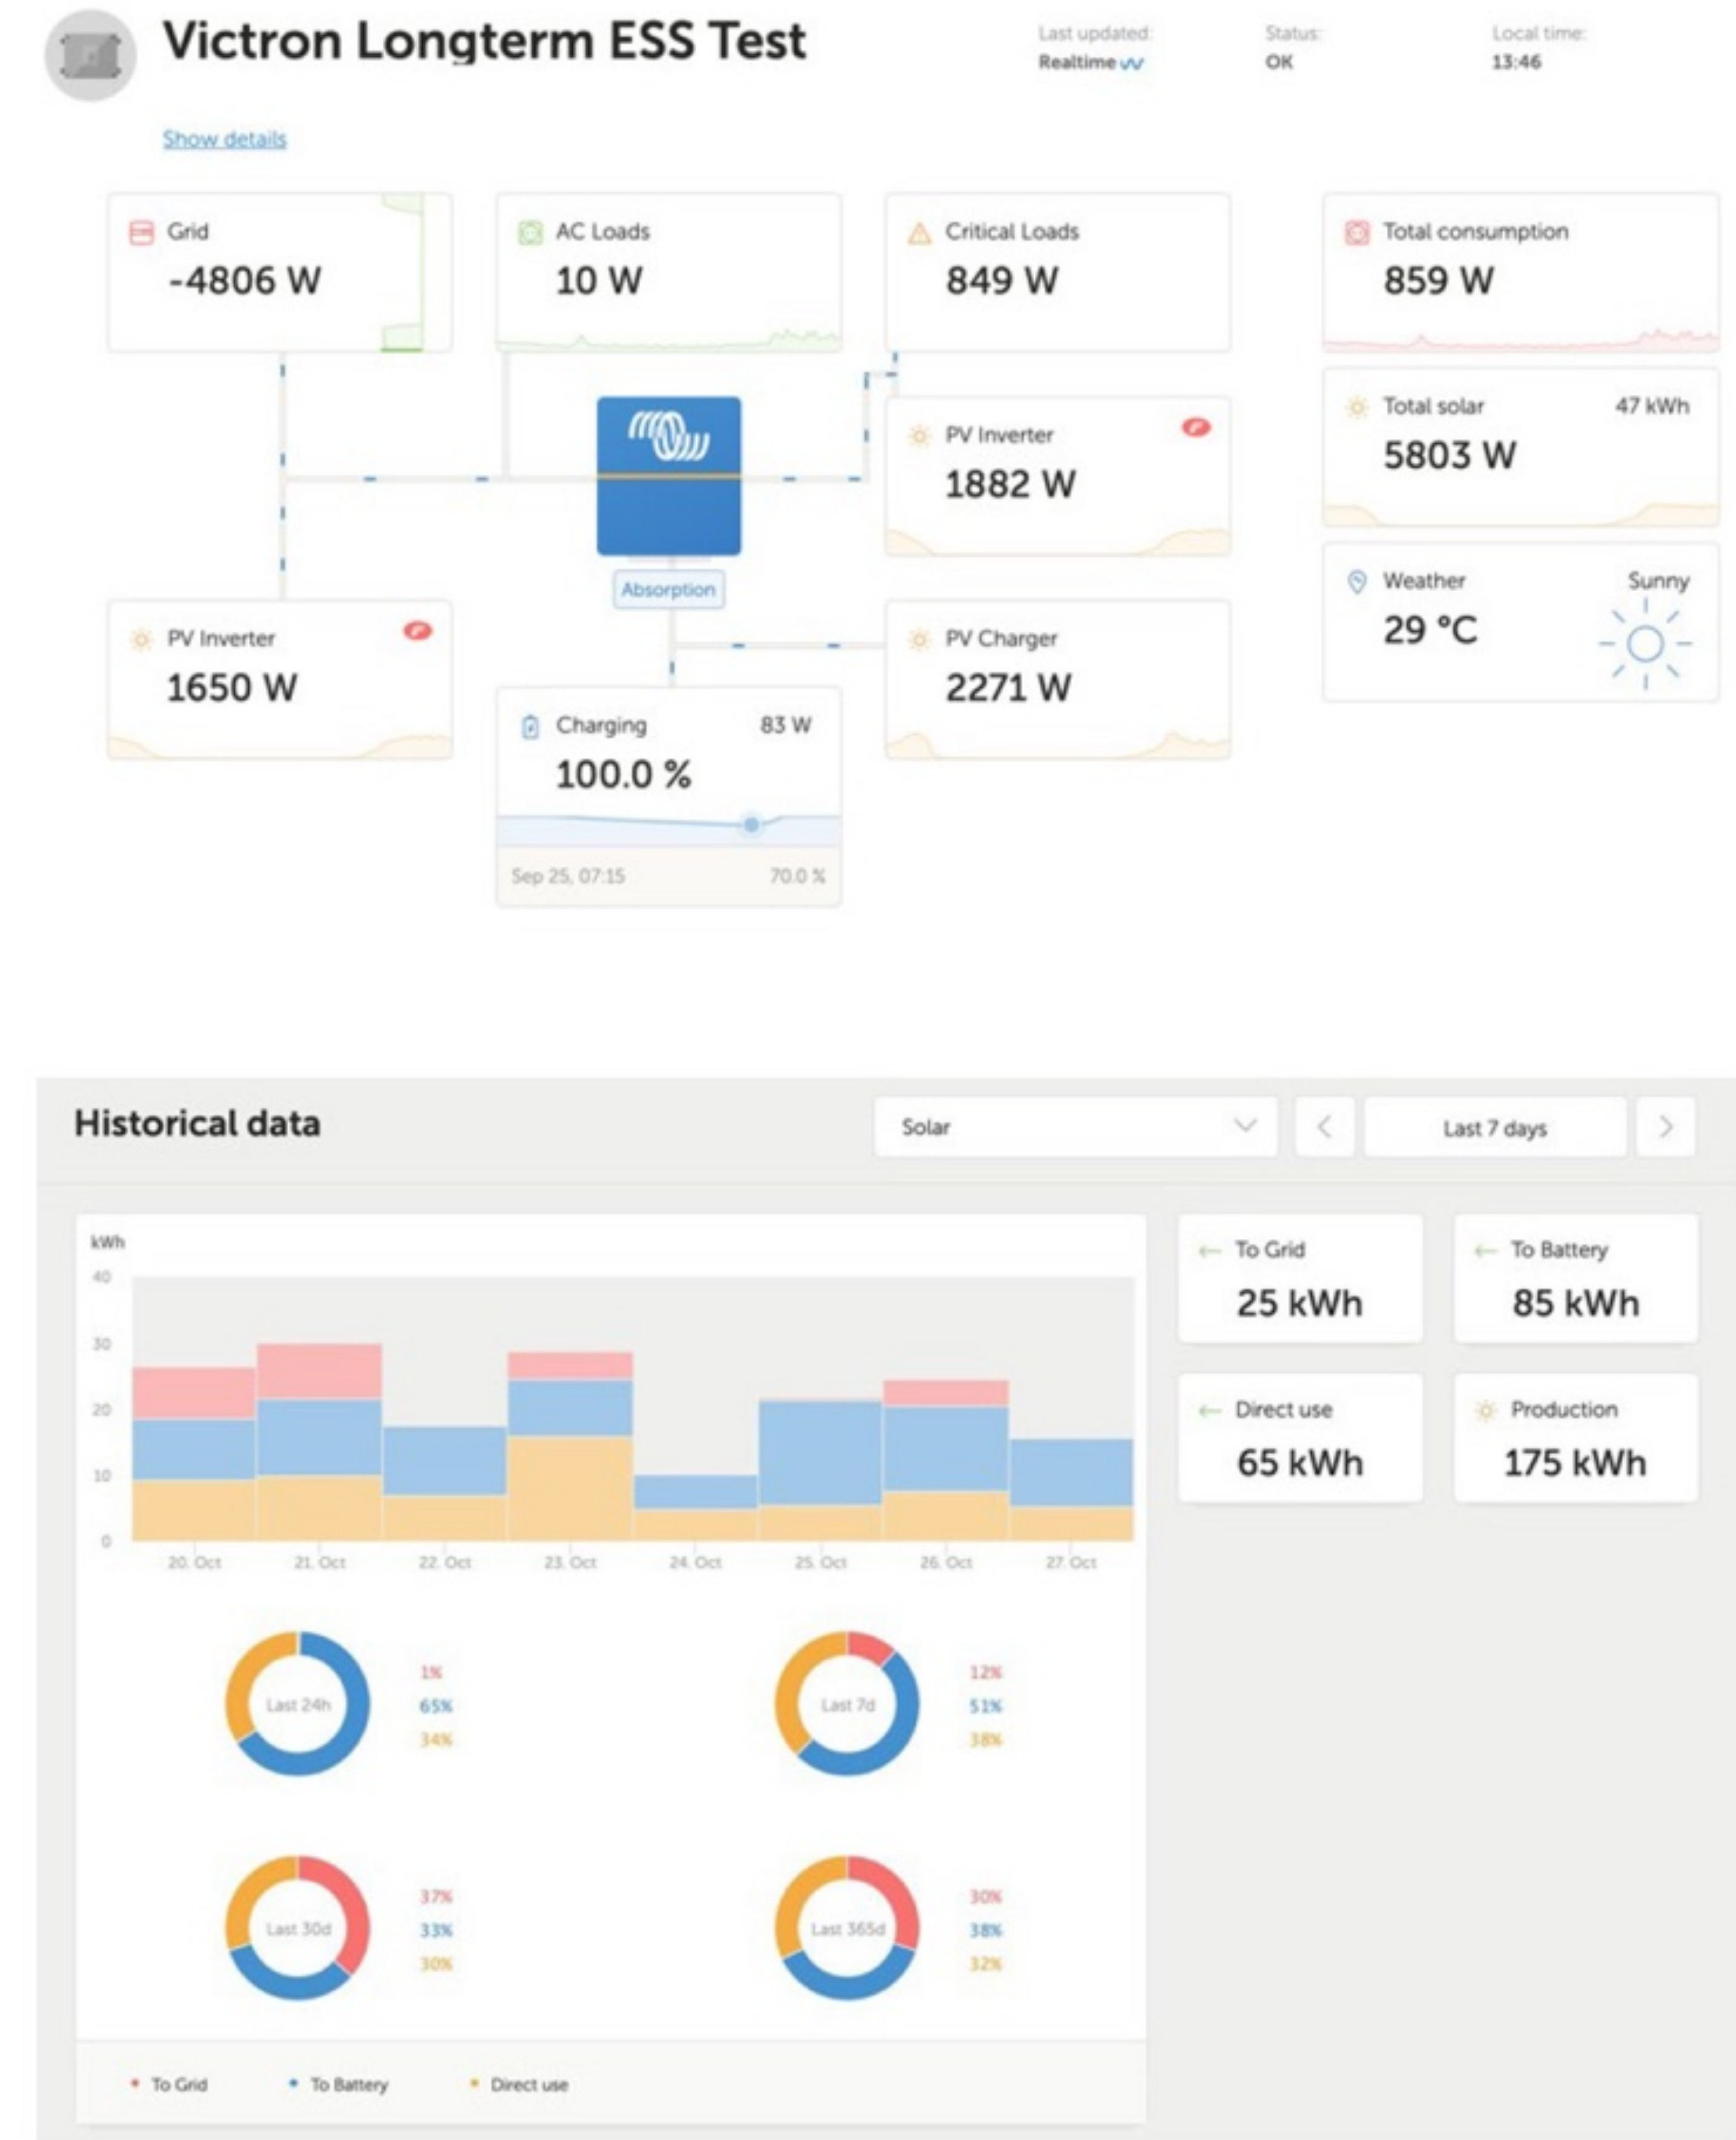 Victron Longterm ESS Test
Last updated:
Realtime
Status:
OK
Local time:
13:46
Show details
Grid
-4806 W
AC Loads
10 W
Critical Loads
849 W
Total consumption
859 W
PV Inverter
1882 W
Total solar 47 kWh
5803 W
Absorption
Weather Sunny
29 °C
PV Inverter
1650 W
PV Charger
2271 W
Charging 83 W
100.0 %
Sep 25, 07:15 70.0 %
Historical data
Solar
Last 7 days
kWh
40
30
20
10
0
20. Oct 21. Oct 22. Oct 23. Oct 24. Oct 25. Oct 26. Oct 27. Oct
To Grid
25 kWh
To Battery
85 kWh
Direct use
65 kWh
Production
175 kWh
Last 24h
1%
65%
34%
Last 7d
12%
51%
38%
Last 30d
37%
33%
30%
Last 365d
30%
38%
32%
To Grid To Battery Direct use